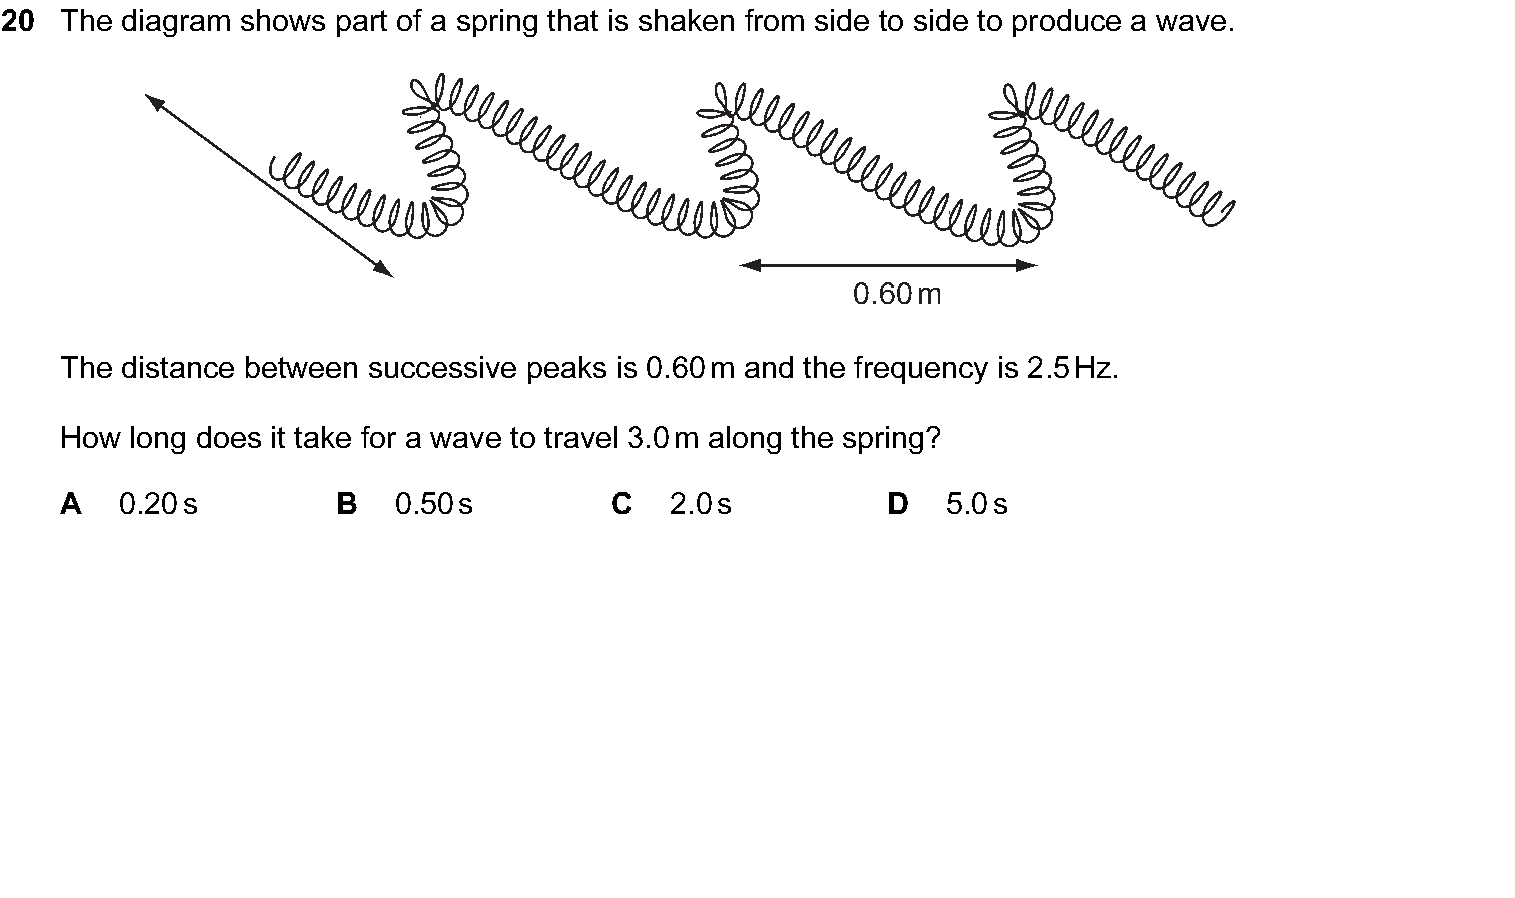 20 The diagram shows part of a spring that is shaken from side to side to produce a wave.
0.60 m
The distance between successive peaks is 0.60 m and the frequency is 2.5 Hz.
How long does it take for a wave to travel 3.0 m along the spring?
A 0.20 s B 0.50 s C 2.0 s D 5.0 s